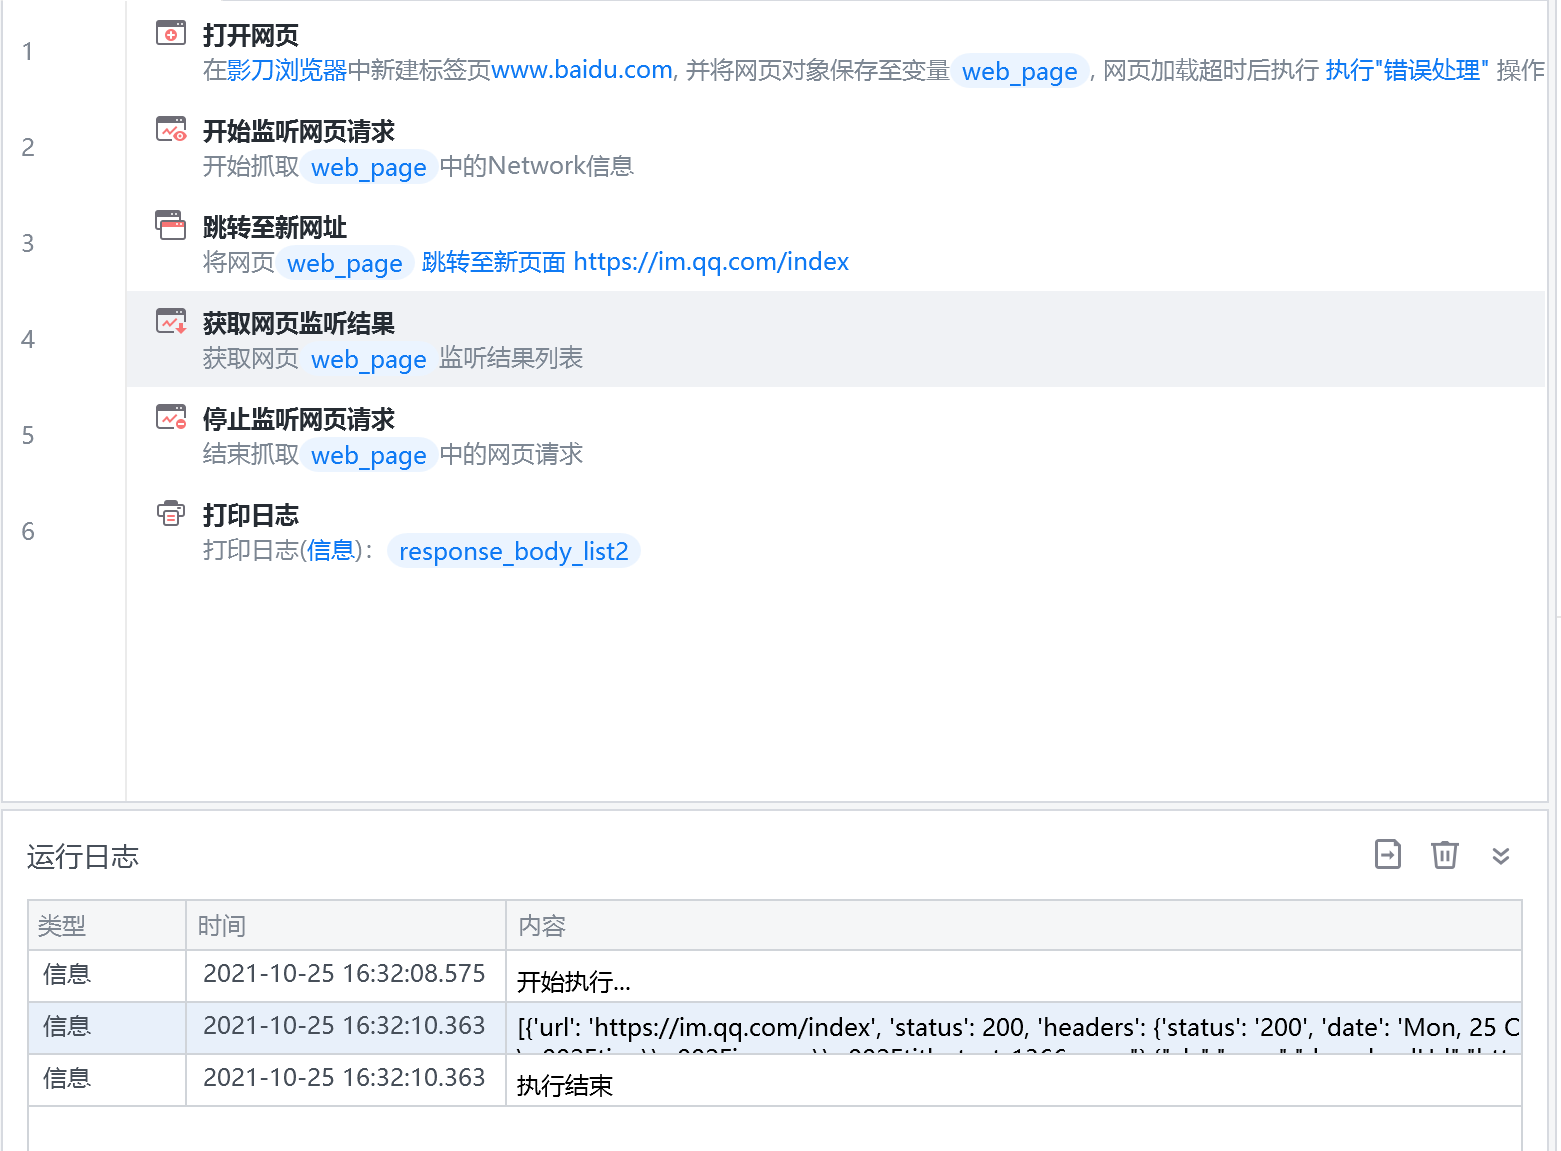 1
打开网页
在影刀浏览器中新建标签页www.baidu.com, 并将网页对象保存至变量 web_page , 网页加载超时后执行 执行"错误处理" 操作
2
开始监听网页请求
开始抓取 web_page 中的Network信息
3
跳转至新网址
将网页 web_page 跳转至新页面 https://im.qq.com/index
4
获取网页监听结果
获取网页 web_page 监听结果列表
5
停止监听网页请求
结束抓取 web_page 中的网页请求
6
打印日志
打印日志(信息)： response_body_list2
运行日志
类型 时间 内容
信息 2021-10-25 16:32:08.575 开始执行...
信息 2021-10-25 16:32:10.363 [{'url': 'https://im.qq.com/index', 'status': 200, 'headers': {'status': '200', 'date': 'Mon, 25 C
信息 2021-10-25 16:32:10.363 执行结束